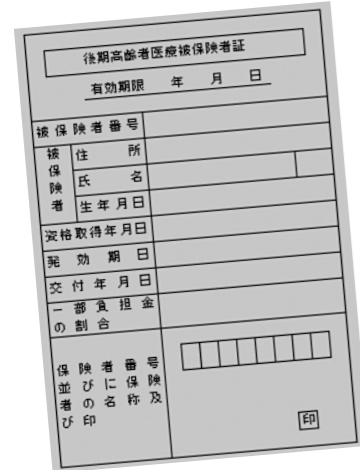 後期高齢者医療被保険者証
有効期限　年　月　日
被保険者番号
被保険者
住所
氏名
生年月日
資格取得年月日
発効期日
交付年月日
一部負担金
の割合
保険者番号
並びに保険
者の名称及
び印
印